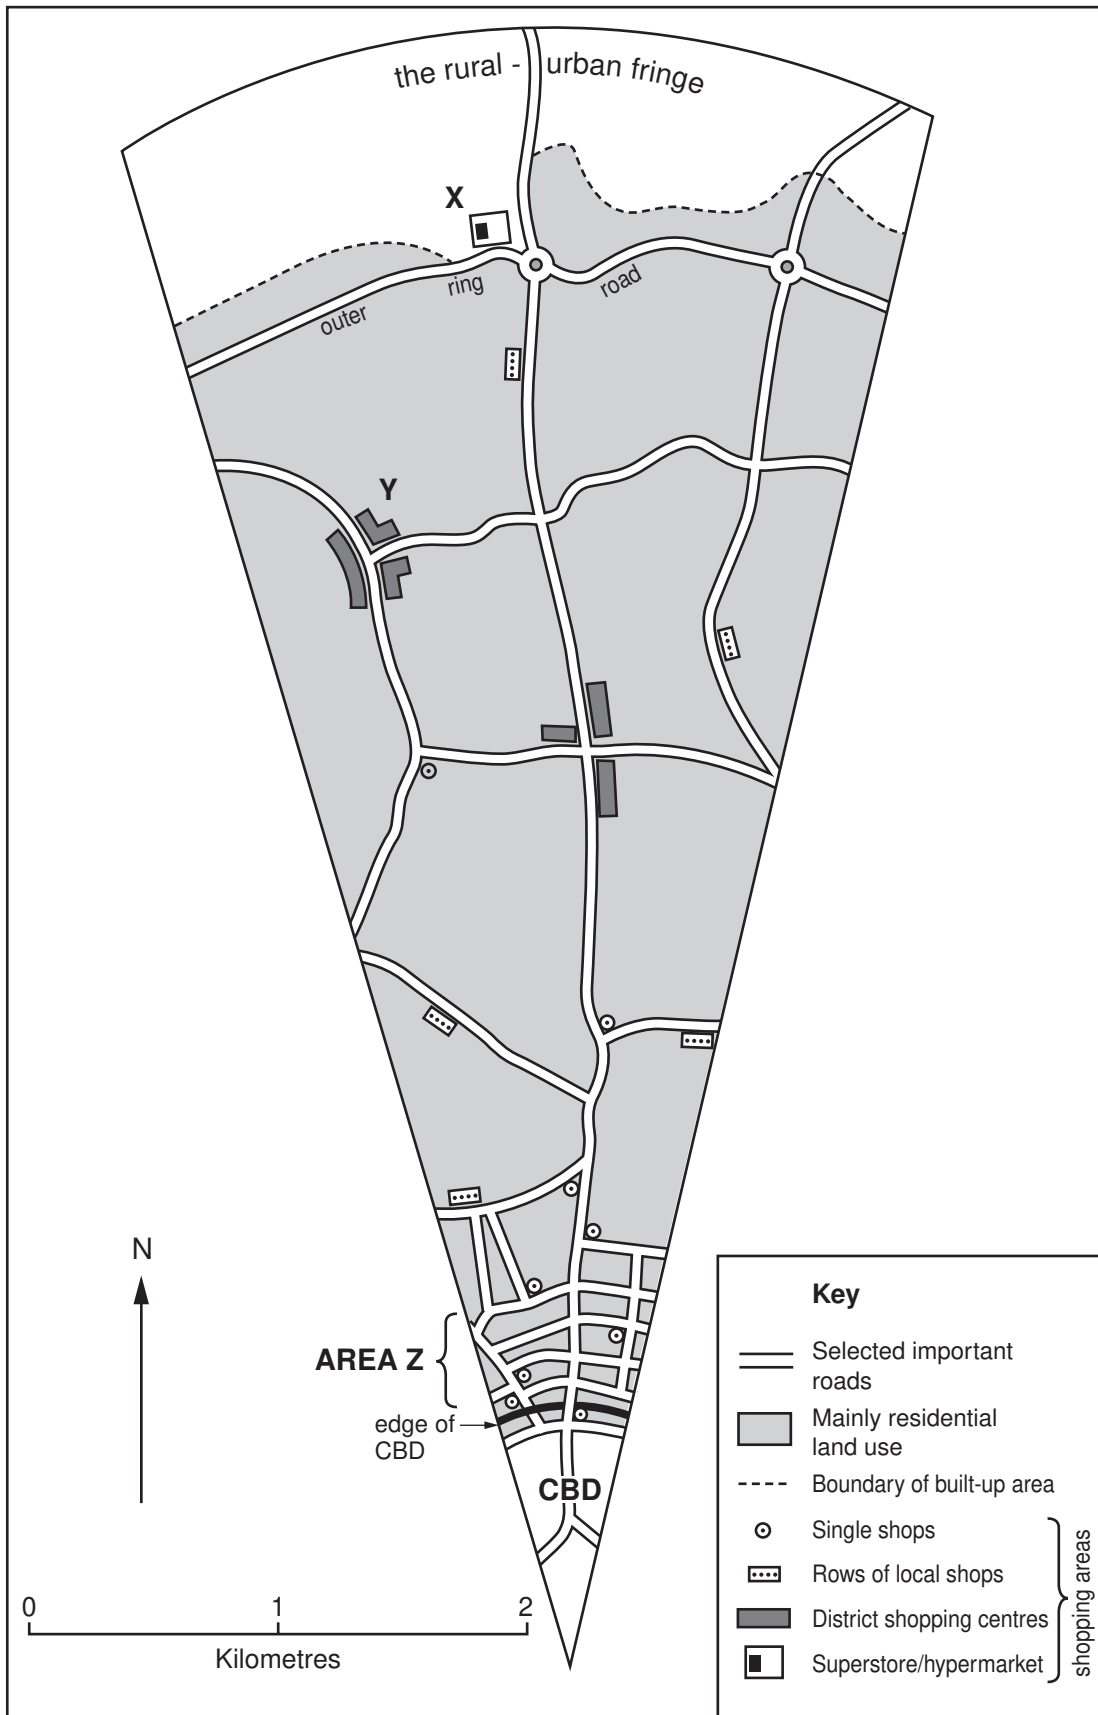 the rural - urban fringe
X
outer ring road
Y
N
AREA Z
edge of
CBD
CBD
0 1 2
Kilometres
Key
Selected important
roads
Mainly residential
land use
Boundary of built-up area
Single shops
Rows of local shops
District shopping centres
Superstore/hypermarket
shopping areas